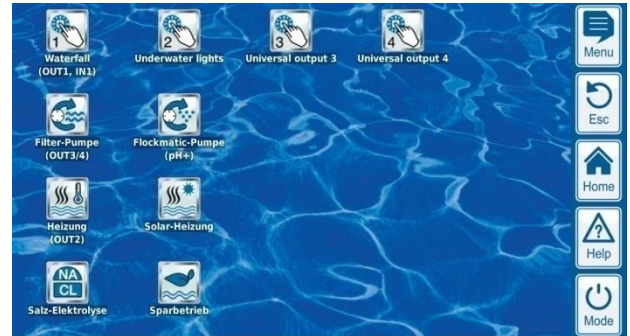 1
Waterfall
(OUT1, IN1)
2
Underwater lights
3
Universal output 3
4
Universal output 4
Filter-Pumpe
(OUT3/4)
Flockmatic-Pumpe
(pH+)
Heizung
(OUT2)
Solar-Heizung
NA
CL
Salz-Elektrolyse
Sparbetrieb
Menu
Esc
Home
?
Help
Mode